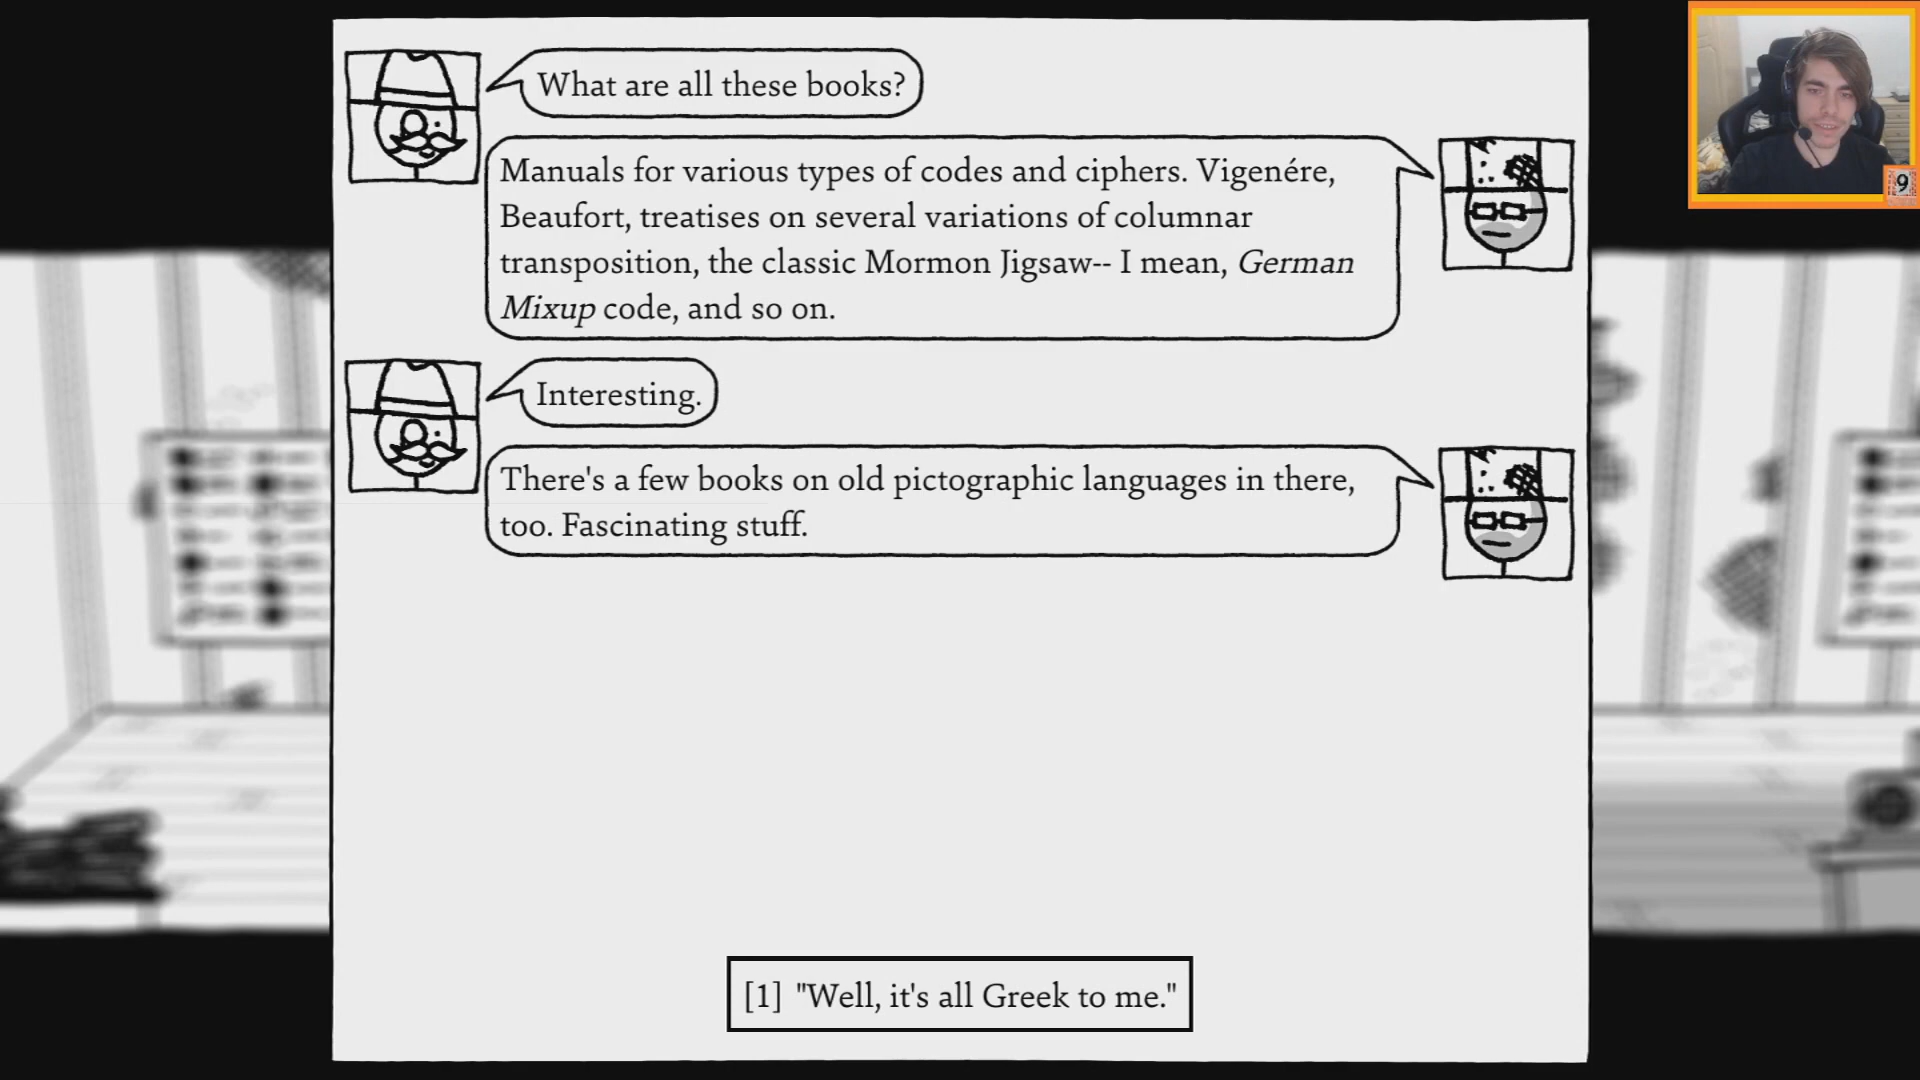 What are all these books?
Manuals for various types of codes and ciphers. Vigenére,
Beaufort, treatises on several variations of columnar
transposition, the classic Mormon Jigsaw-- I mean, German
Mixup code, and so on.
Interesting.
There's a few books on old pictographic languages in there,
too. Fascinating stuff.
[1] "Well, it's all Greek to me."
9